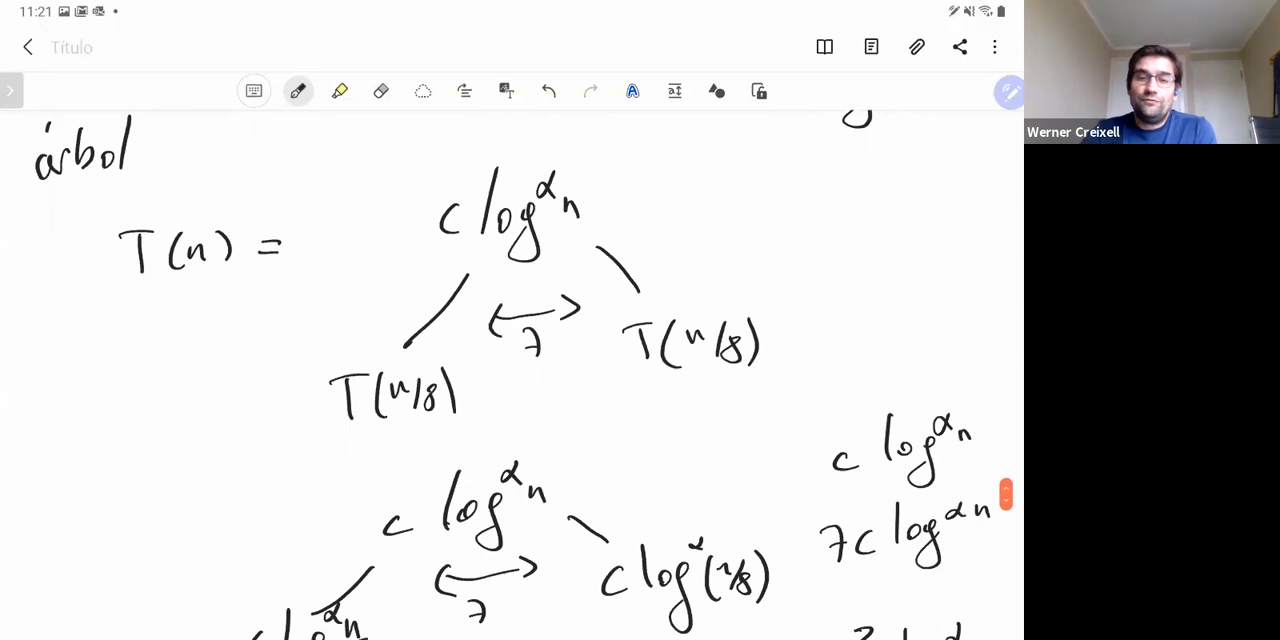 11:21
Título
Werner Creixell
árbol
c log^α n
T(n) =
7
T(n/8)
T(n/8)
c log^α n
c log^α n
7c log^α n
c log^α(n/8)
7